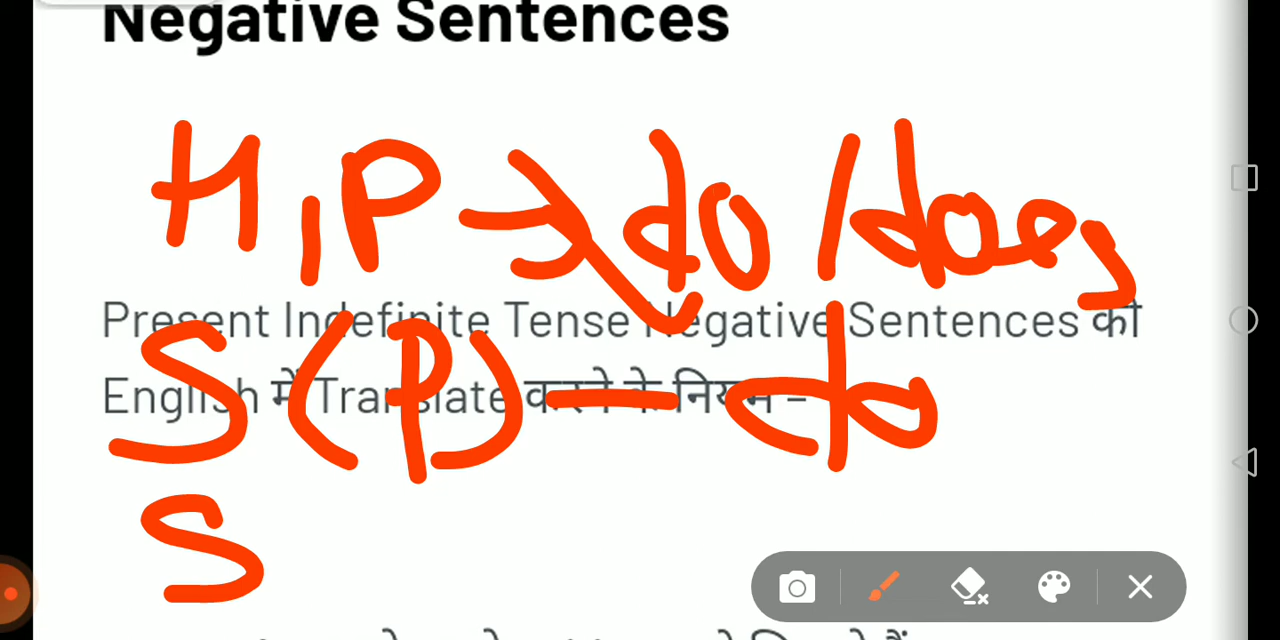 Negative Sentences
H,P → do / does
Present Indefinite Tense Negative Sentences को
S (P) - do
English में Translate करने के नियम –
S